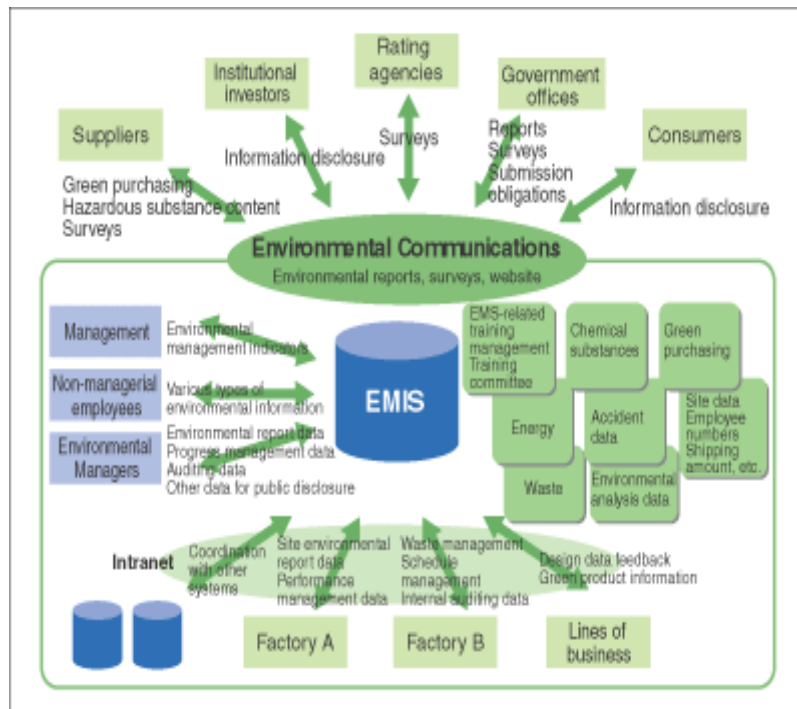 Rating
agencies
Institutional
investors
Government
offices
Suppliers
Consumers
Surveys
Reports
Surveys
Submission
obligations
Information disclosure
Green purchasing
Hazardous substance content
Surveys
Information disclosure
Environmental Communications
Environmental reports, surveys, website
Management
Environmental
management indicators
Non-managerial
employees
Various types of
environmental information
Environmental
Managers
Environmental report data
Progress management data
Auditing data
Other data for public disclosure
EMIS
EMS-related
training
management
Training
committee
Chemical
substances
Green
purchasing
Energy
Accident
data
Site data
Employee
numbers
Shipping
amount, etc.
Waste
Environmental
analysis data
Intranet
Coordination
with other
systems
Site environmental
report data
Performance
management data
Waste management
Schedule
management
Internal auditing data
Design data feedback
Green product information
Factory A
Factory B
Lines of
business